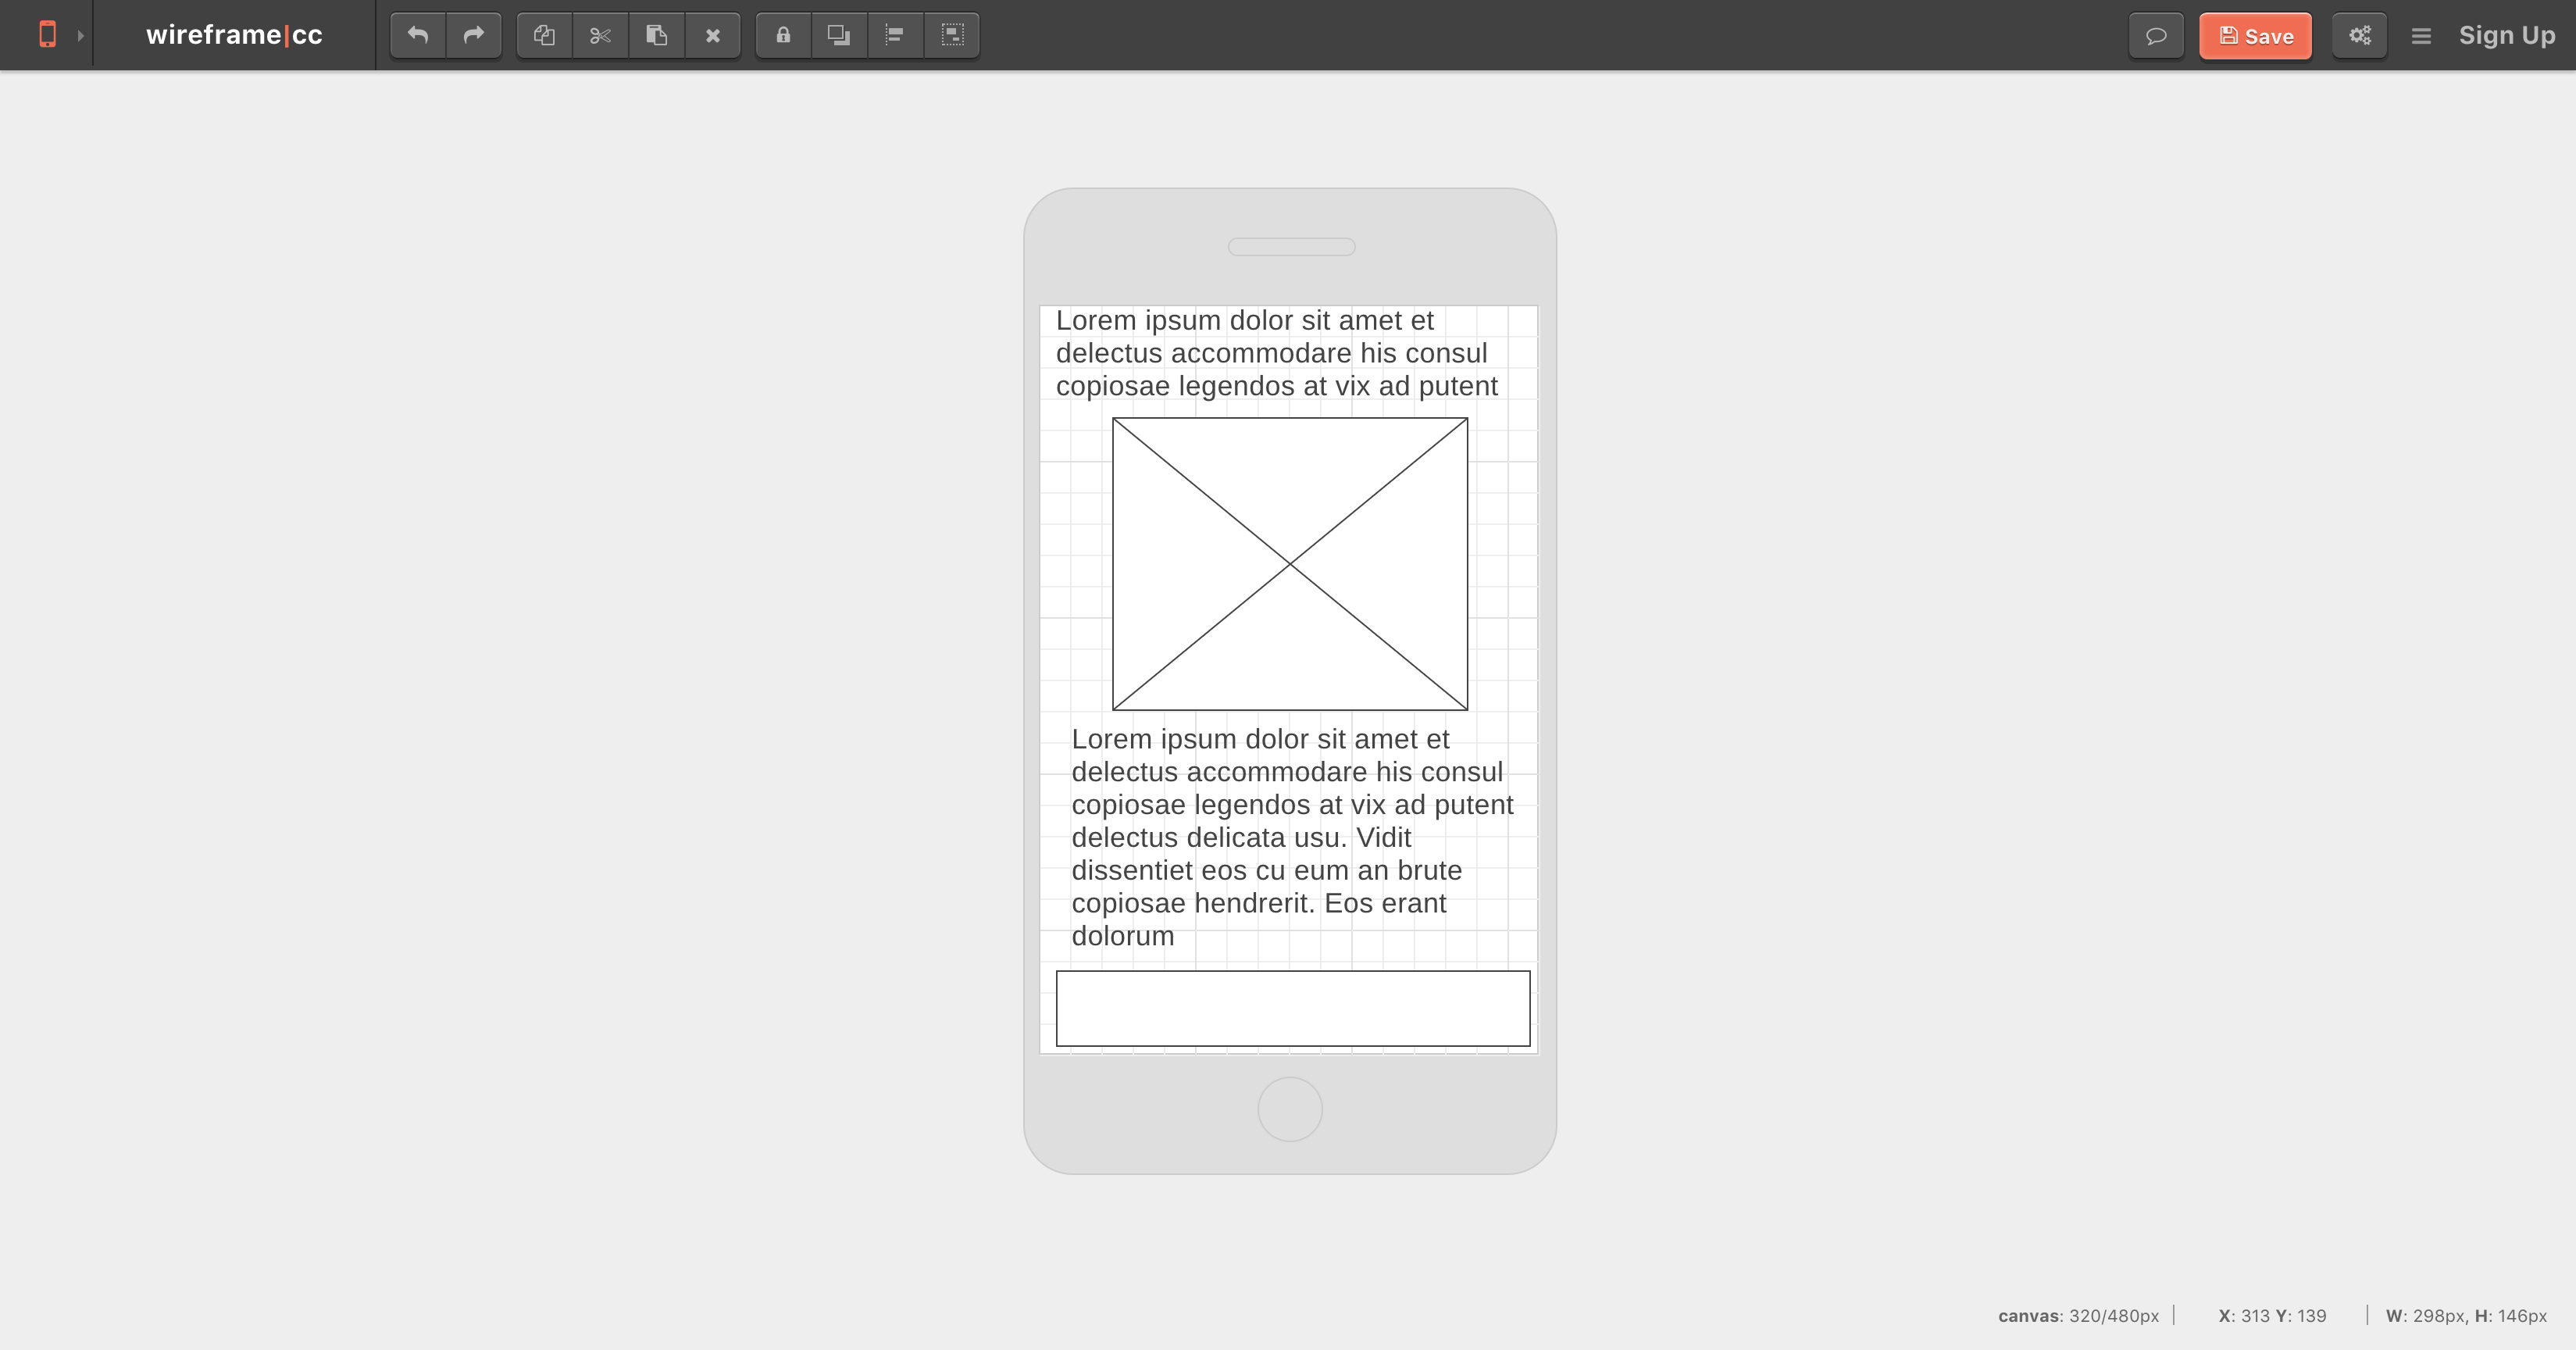 wireframe|cc
Save
Sign Up
Lorem ipsum dolor sit amet et
delectus accommodare his consul
copiosae legendos at vix ad putent
Lorem ipsum dolor sit amet et
delectus accommodare his consul
copiosae legendos at vix ad putent
delectus delicata usu. Vidit
dissentiet eos cu eum an brute
copiosae hendrerit. Eos erant
dolorum
canvas: 320/480px | X: 313 Y: 139 | W: 298px, H: 146px